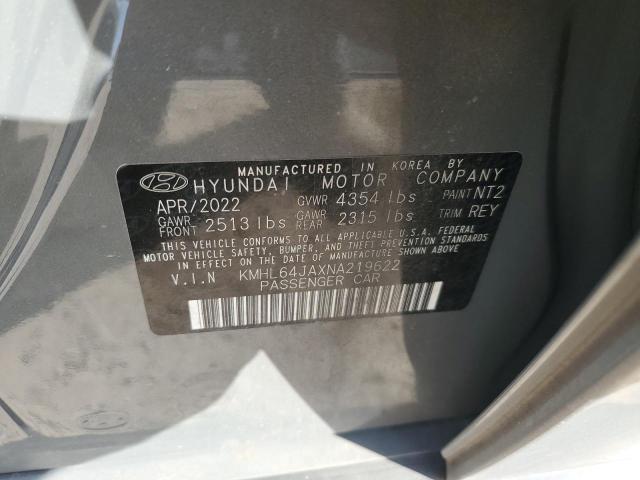 MANUFACTURED IN KOREA BY
HYUNDAI MOTOR COMPANY
APR/2022 GVWR 4354 lbs PAINT NT2
GAWR FRONT 2513 lbs GAWR REAR 2315 lbs TRIM REY
THIS VEHICLE CONFORMS TO ALL APPLICABLE U.S.A. FEDERAL
MOTOR VEHICLE SAFETY, BUMPER, AND THEFT PREVENTION STANDARDS
IN EFFECT ON THE DATE OF MANUFACTURE SHOWN ABOVE
V.I.N KMHL64JAXNA219622
PASSENGER CAR